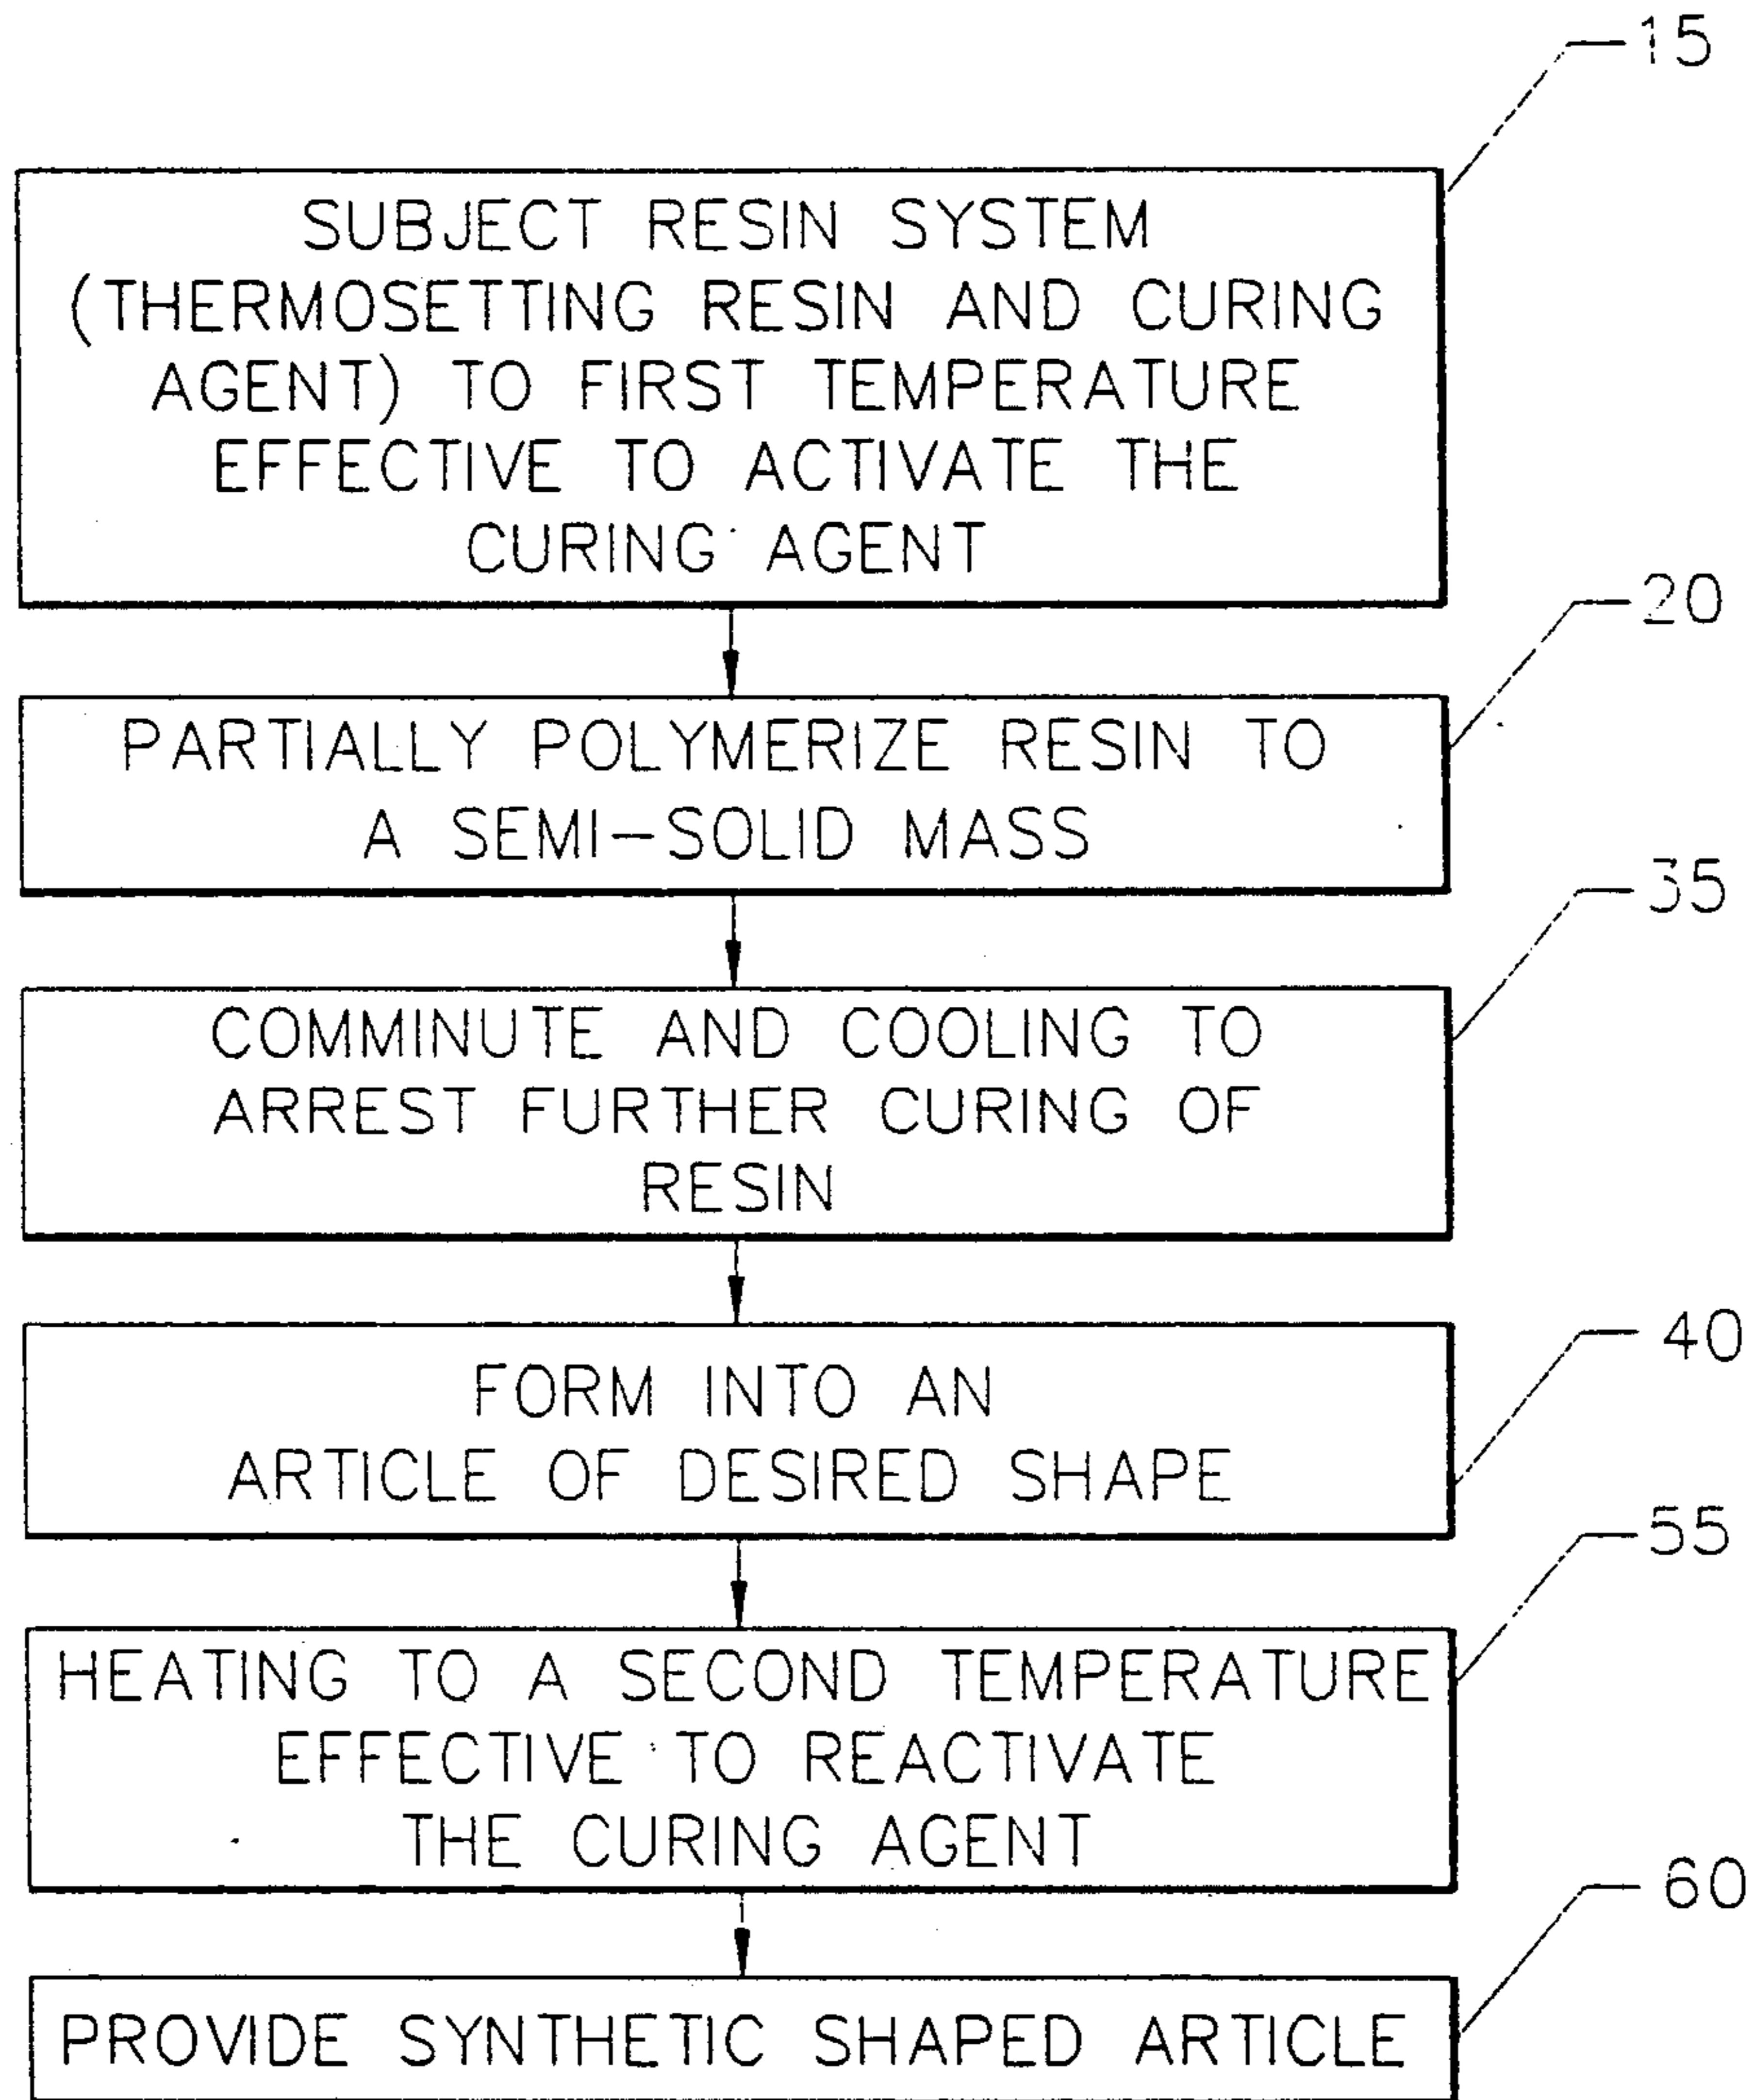 15
SUBJECT RESIN SYSTEM
(THERMOSETTING RESIN AND CURING
AGENT) TO FIRST TEMPERATURE
EFFECTIVE TO ACTIVATE THE
CURING AGENT
20
PARTIALLY POLYMERIZE RESIN TO
A SEMI-SOLID MASS
35
COMMINUTE AND COOLING TO
ARREST FURTHER CURING OF
RESIN
40
FORM INTO AN
ARTICLE OF DESIRED SHAPE
55
HEATING TO A SECOND TEMPERATURE
EFFECTIVE TO REACTIVATE
THE CURING AGENT
60
PROVIDE SYNTHETIC SHAPED ARTICLE